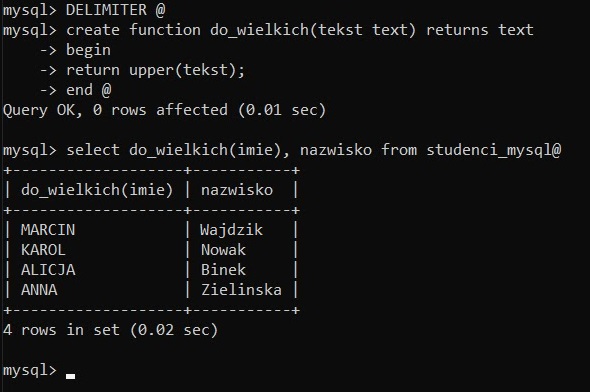 mysql> DELIMITER @
mysql> create function do_wielkich(tekst text) returns text
    -> begin
    -> return upper(tekst);
    -> end @
Query OK, 0 rows affected (0.01 sec)

mysql> select do_wielkich(imie), nazwisko from studenci_mysql@
+-------------------+-----------+
| do_wielkich(imie) | nazwisko  |
+-------------------+-----------+
| MARCIN            | Wajdzik   |
| KAROL             | Nowak     |
| ALICJA            | Binek     |
| ANNA              | Zielinska |
+-------------------+-----------+
4 rows in set (0.02 sec)

mysql>